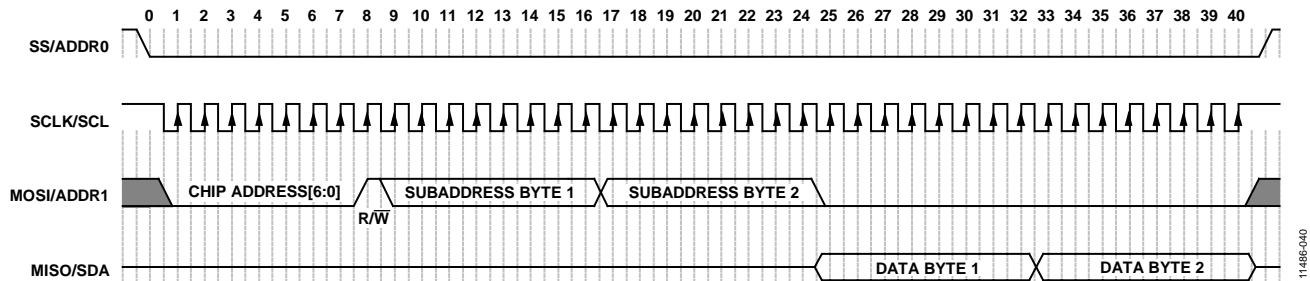 0 1 2 3 4 5 6 7 8 9 10 11 12 13 14 15 16 17 18 19 20 21 22 23 24 25 26 27 28 29 30 31 32 33 34 35 36 37 38 39 40
SS/ADDR0
SCLK/SCL
MOSI/ADDR1 CHIP ADDRESS[6:0] SUBADDRESS BYTE 1 SUBADDRESS BYTE 2
R/W̅
MISO/SDA DATA BYTE 1 DATA BYTE 2
11486-040